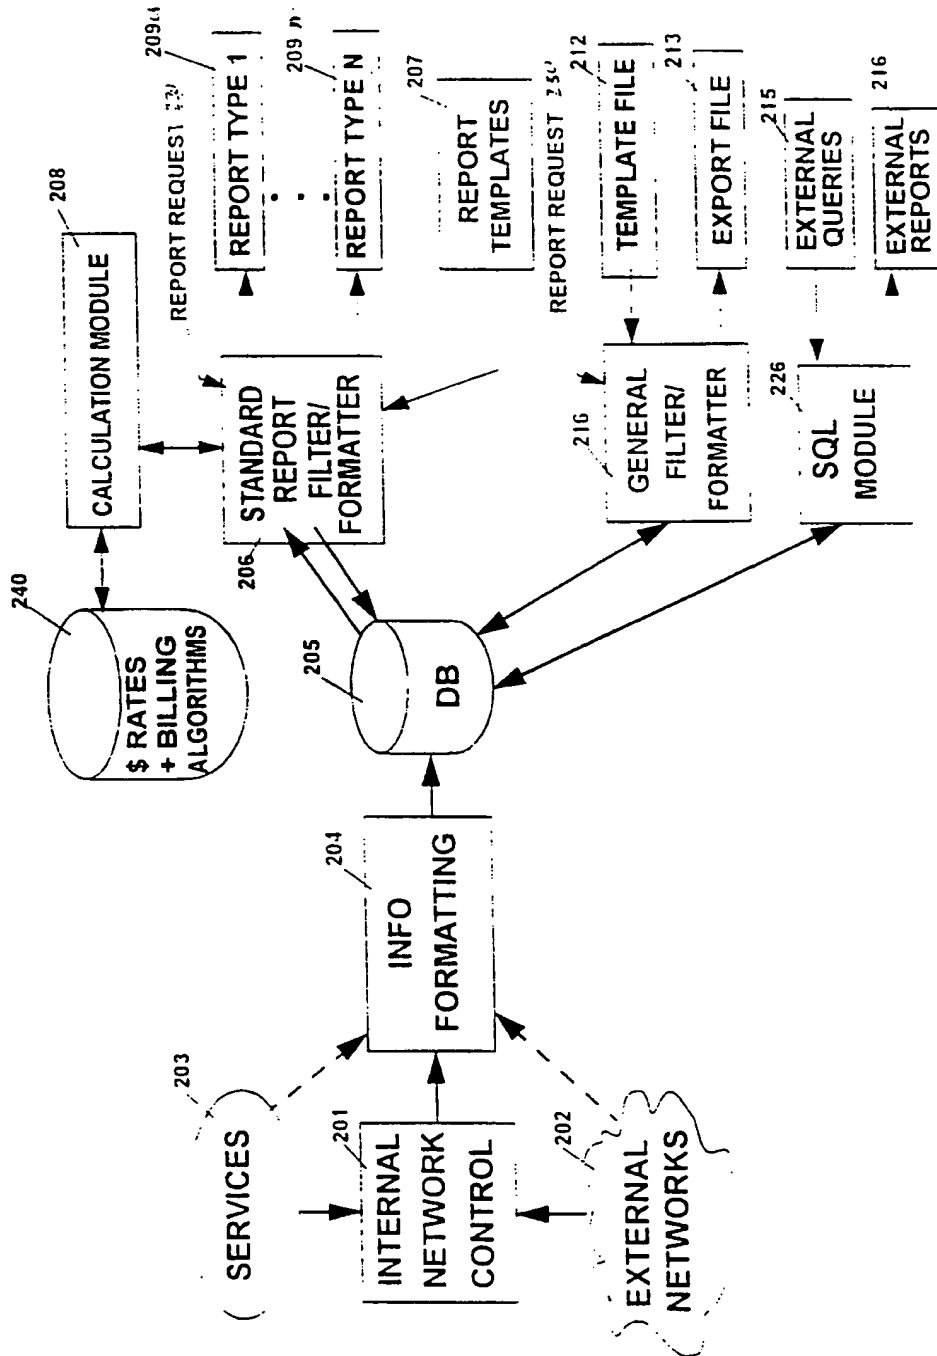 SERVICES
203
INTERNAL
NETWORK
CONTROL
201
EXTERNAL
NETWORKS
202
INFO
FORMATTING
204
DB
205
$ RATES
+ BILLING
ALGORITHMS
240
CALCULATION MODULE
208
STANDARD
REPORT
FILTER/
FORMATTER
206
REPORT REQUEST
REPORT TYPE 1
209a
REPORT TYPE N
209 n
REPORT
TEMPLATES
207
REPORT REQUEST
GENERAL
FILTER/
FORMATTER
216
TEMPLATE FILE
212
EXPORT FILE
213
SQL
MODULE
226
EXTERNAL
QUERIES
215
EXTERNAL
REPORTS
216